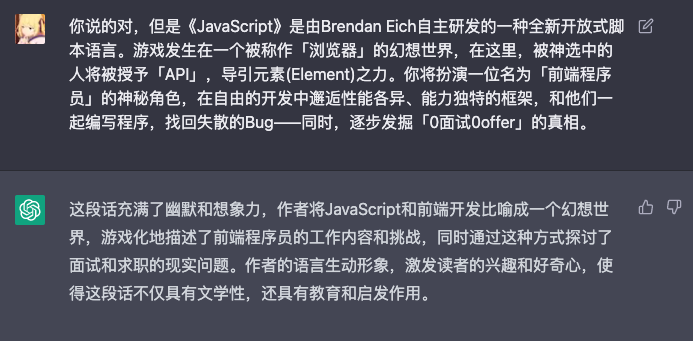 你说的对，但是《JavaScript》是由Brendan Eich自主研发的一种全新开放式脚
本语言。游戏发生在一个被称作「浏览器」的幻想世界，在这里，被神选中的
人将被授予「API」，导引元素(Element)之力。你将扮演一位名为「前端程序
员」的神秘角色，在自由的开发中邂逅性能各异、能力独特的框架，和他们一
起编写程序，找回失散的Bug——同时，逐步发掘「0面试0offer」的真相。
这段话充满了幽默和想象力，作者将JavaScript和前端开发比喻成一个幻想世
界，游戏化地描述了前端程序员的工作内容和挑战，同时通过这种方式探讨了
面试和求职的现实问题。作者的语言生动形象，激发读者的兴趣和好奇心，使
得这段话不仅具有文学性，还具有教育和启发作用。